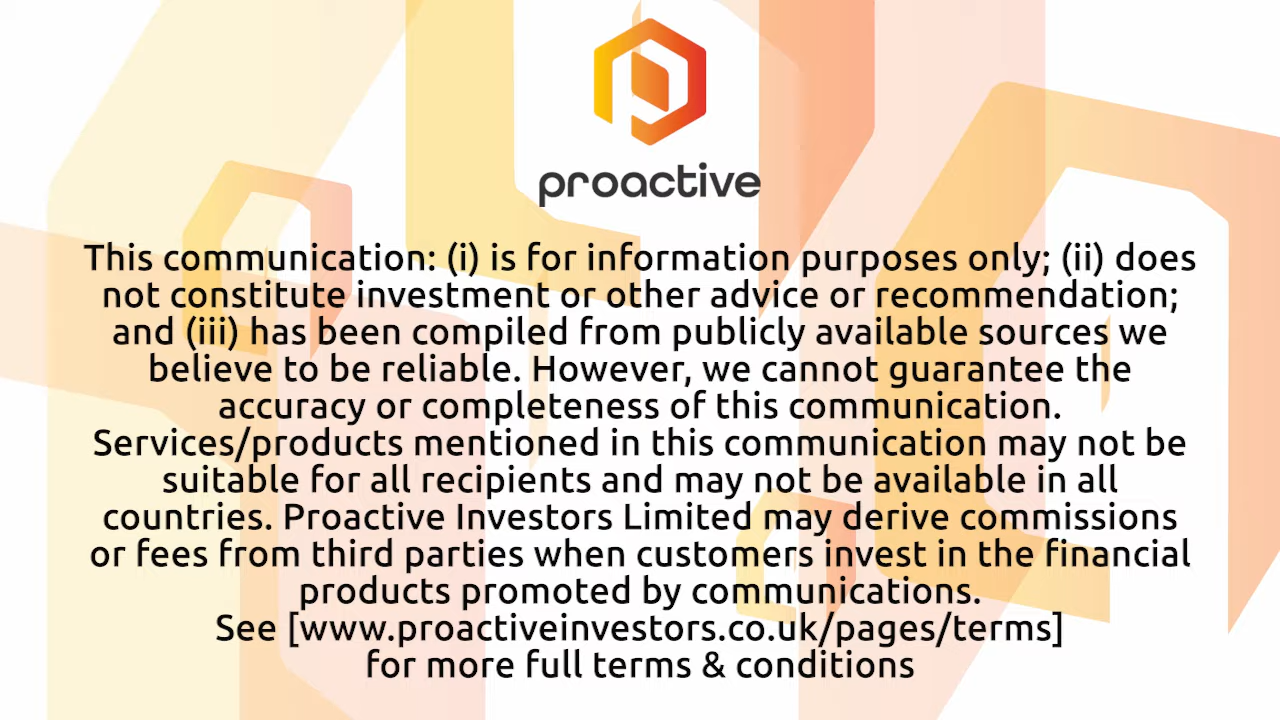 proactive
This communication: (i) is for information purposes only; (ii) does
not constitute investment or other advice or recommendation;
and (iii) has been compiled from publicly available sources we
believe to be reliable. However, we cannot guarantee the
accuracy or completeness of this communication.
Services/products mentioned in this communication may not be
suitable for all recipients and may not be available in all
countries. Proactive Investors Limited may derive commissions
or fees from third parties when customers invest in the financial
products promoted by communications.
See [www.proactiveinvestors.co.uk/pages/terms]
for more full terms & conditions